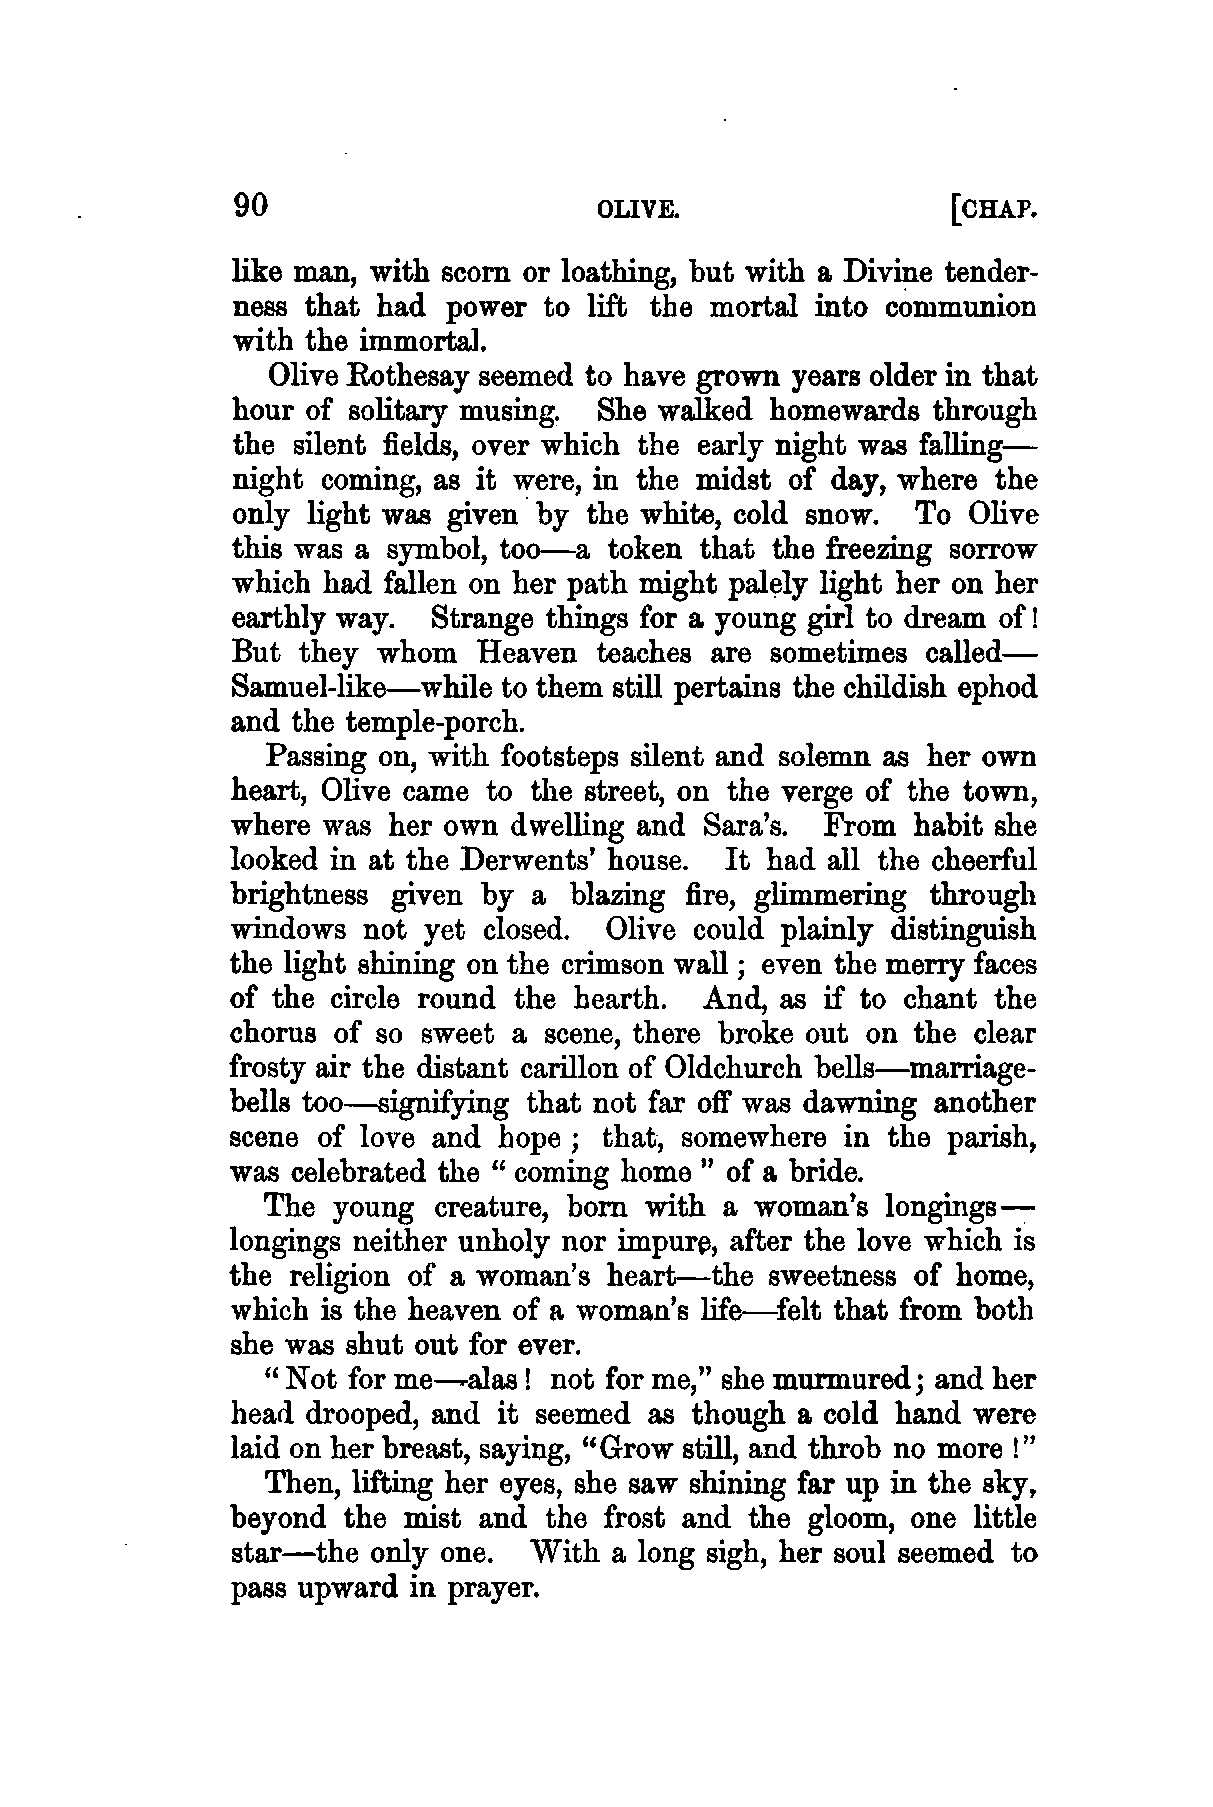 90 OLIVE. [CHAP.
like man, with scorn or loathing, but with a Divine tender-
ness that had power to lift the mortal into communion
with the immortal.
Olive Rothesay seemed to have grown years older in that
hour of solitary musing. She walked homewards through
the silent fields, over which the early night was falling—
night coming, as it were, in the midst of day, where the
only light was given by the white, cold snow. To Olive
this was a symbol, too—a token that the freezing sorrow
which had fallen on her path might palely light her on her
earthly way. Strange things for a young girl to dream of!
But they whom Heaven teaches are sometimes called—
Samuel-like—while to them still pertains the childish ephod
and the temple-porch.
Passing on, with footsteps silent and solemn as her own
heart, Olive came to the street, on the verge of the town,
where was her own dwelling and Sara's. From habit she
looked in at the Derwents' house. It had all the cheerful
brightness given by a blazing fire, glimmering through
windows not yet closed. Olive could plainly distinguish
the light shining on the crimson wall; even the merry faces
of the circle round the hearth. And, as if to chant the
chorus of so sweet a scene, there broke out on the clear
frosty air the distant carillon of Oldchurch bells—marriage-
bells too—signifying that not far off was dawning another
scene of love and hope; that, somewhere in the parish,
was celebrated the "coming home" of a bride.
The young creature, born with a woman's longings—
longings neither unholy nor impure, after the love which is
the religion of a woman's heart—the sweetness of home,
which is the heaven of a woman's life—felt that from both
she was shut out for ever.
"Not for me—alas! not for me," she murmured; and her
head drooped, and it seemed as though a cold hand were
laid on her breast, saying, "Grow still, and throb no more!"
Then, lifting her eyes, she saw shining far up in the sky,
beyond the mist and the frost and the gloom, one little
star—the only one. With a long sigh, her soul seemed to
pass upward in prayer.